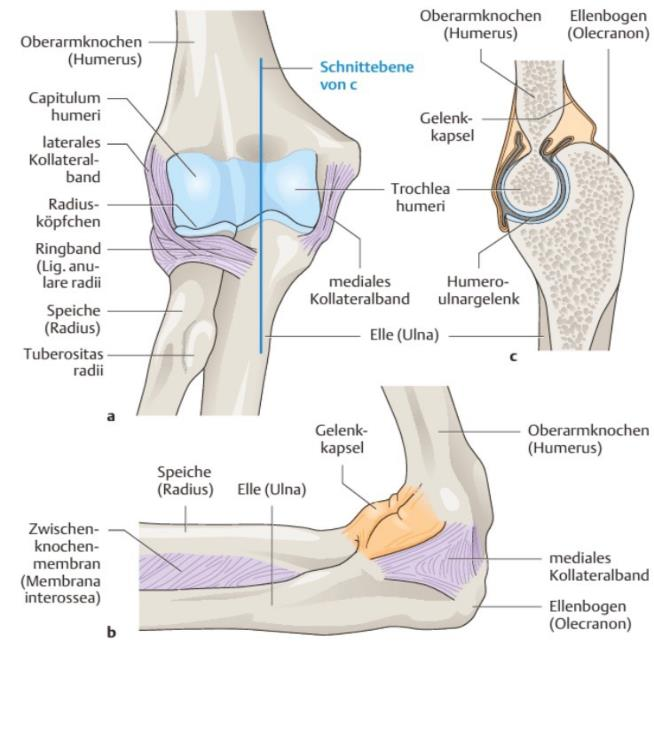 Oberarmknochen
(Humerus)
Capitulum
humeri
laterales
Kollateral-
band
Radius-
köpfchen
Ringband
(Lig. anu-
lare radii
Speiche
(Radius)
Tuberositas
radii
Schnittebene
von c
Trochlea
humeri
mediales
Kollateralband
Elle (Ulna)
a
Oberarmknochen
(Humerus)
Ellenbogen
(Olecranon)
Gelenk-
kapsel
Humero-
ulnargelenk
c
Gelenk-
kapsel
Speiche
(Radius)
Elle (Ulna)
Zwischen-
knochen-
membran
(Membrana
interossea)
Oberarmknochen
(Humerus)
mediales
Kollateralband
Ellenbogen
(Olecranon)
b